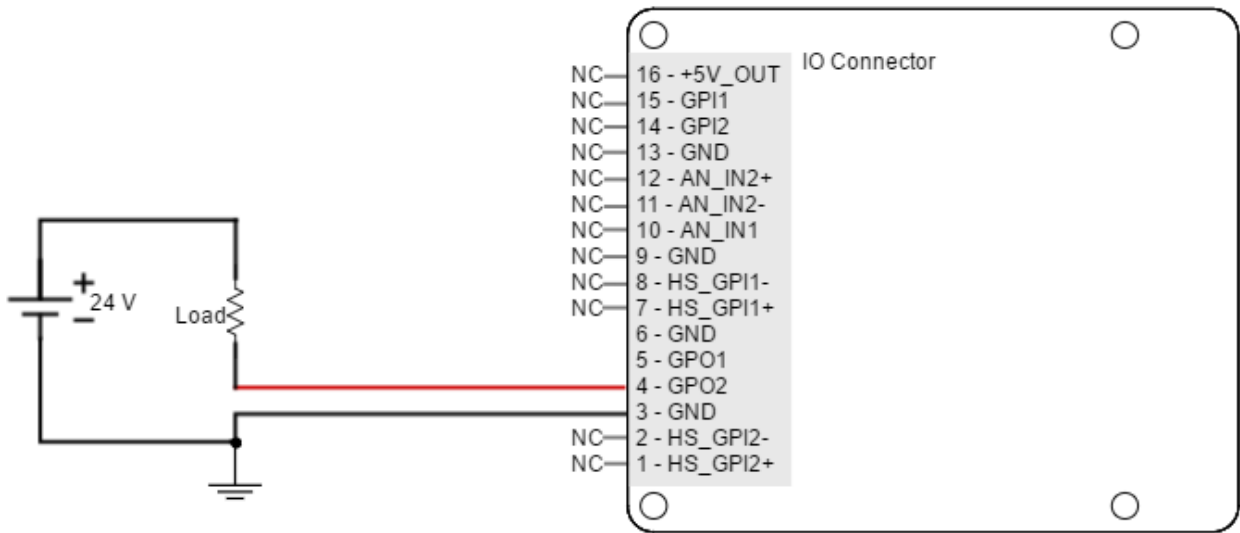 IO Connector
NC 16 - +5V_OUT
NC 15 - GPI1
NC 14 - GPI2
NC 13 - GND
NC 12 - AN_IN2+
NC 11 - AN_IN2-
NC 10 - AN_IN1
NC 9 - GND
NC 8 - HS_GPI1-
NC 7 - HS_GPI1+
6 - GND
5 - GPO1
4 - GPO2
3 - GND
NC 2 - HS_GPI2-
NC 1 - HS_GPI2+
+
24 V
−
Load